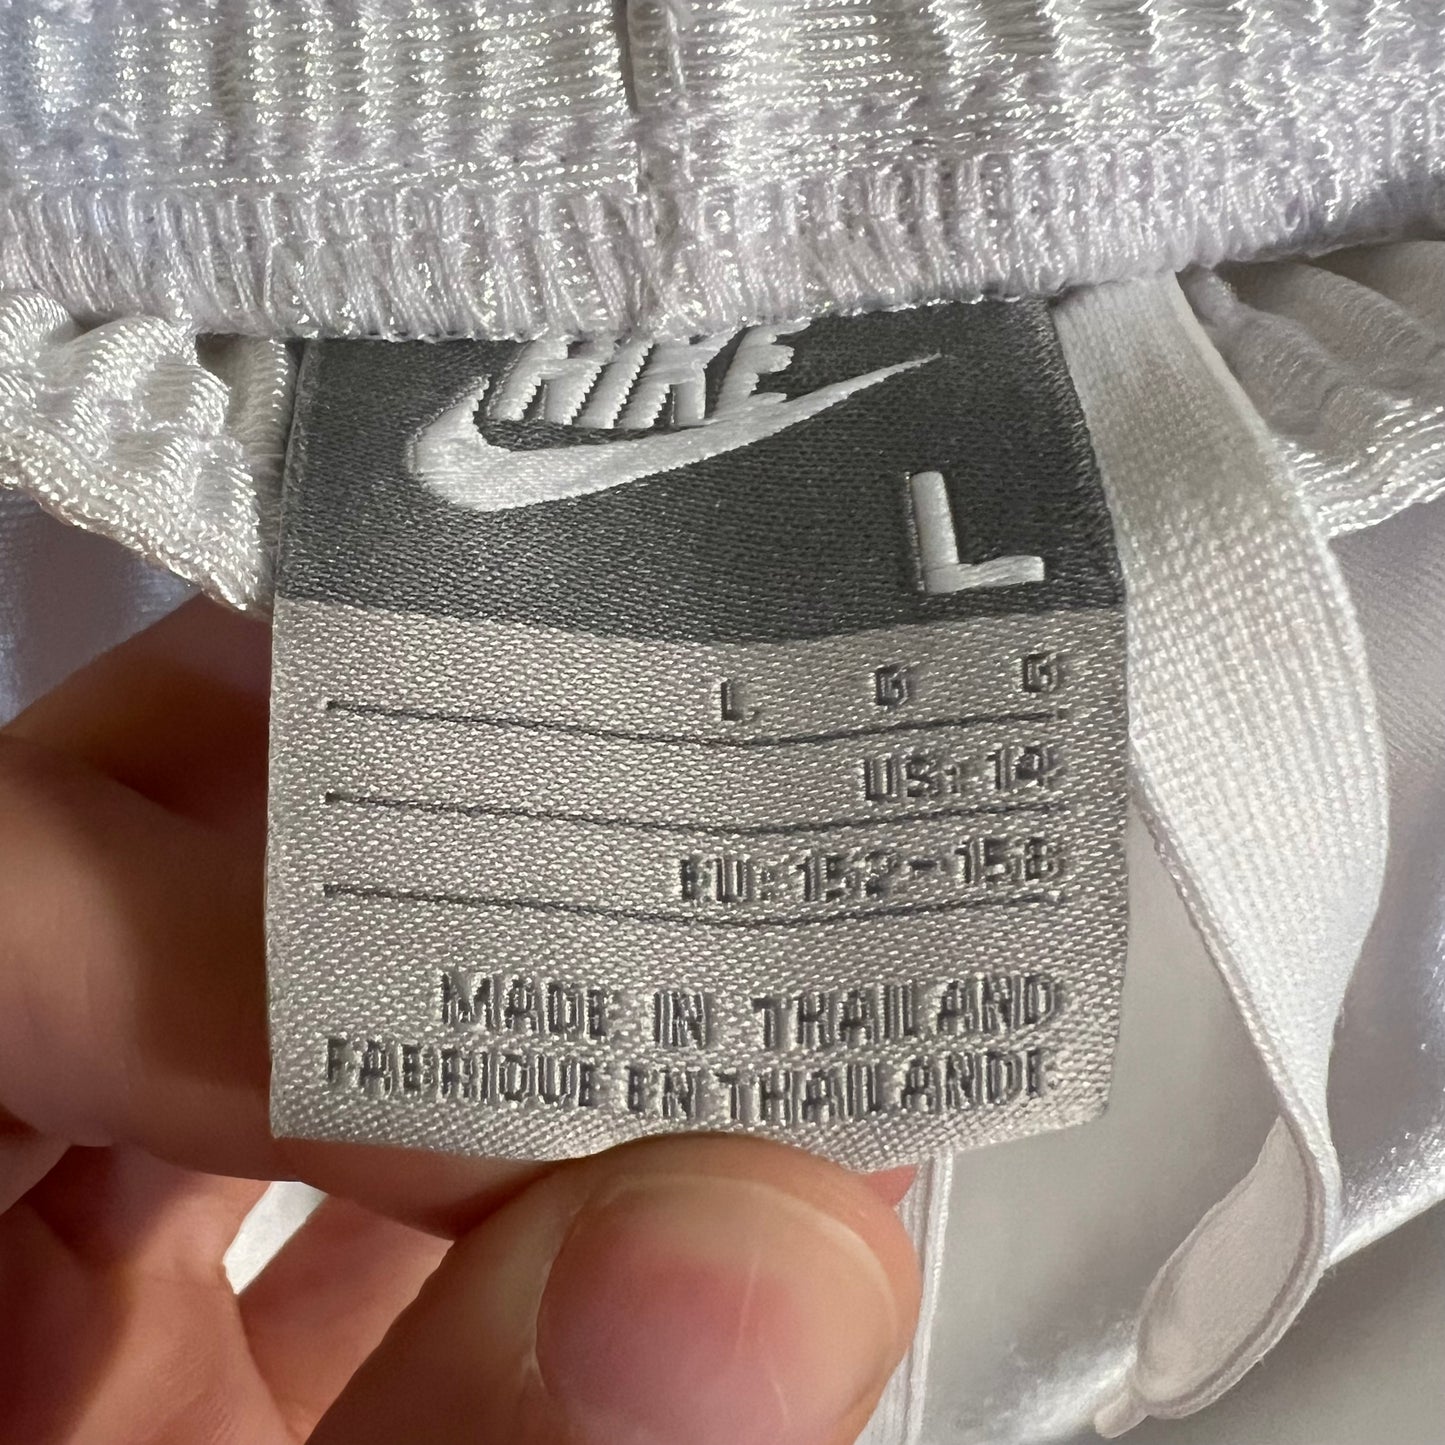 NIKE
L
L G G
US: 14
EU: 152-158
MADE IN THAILAND
FABRIQUE EN THAILANDE